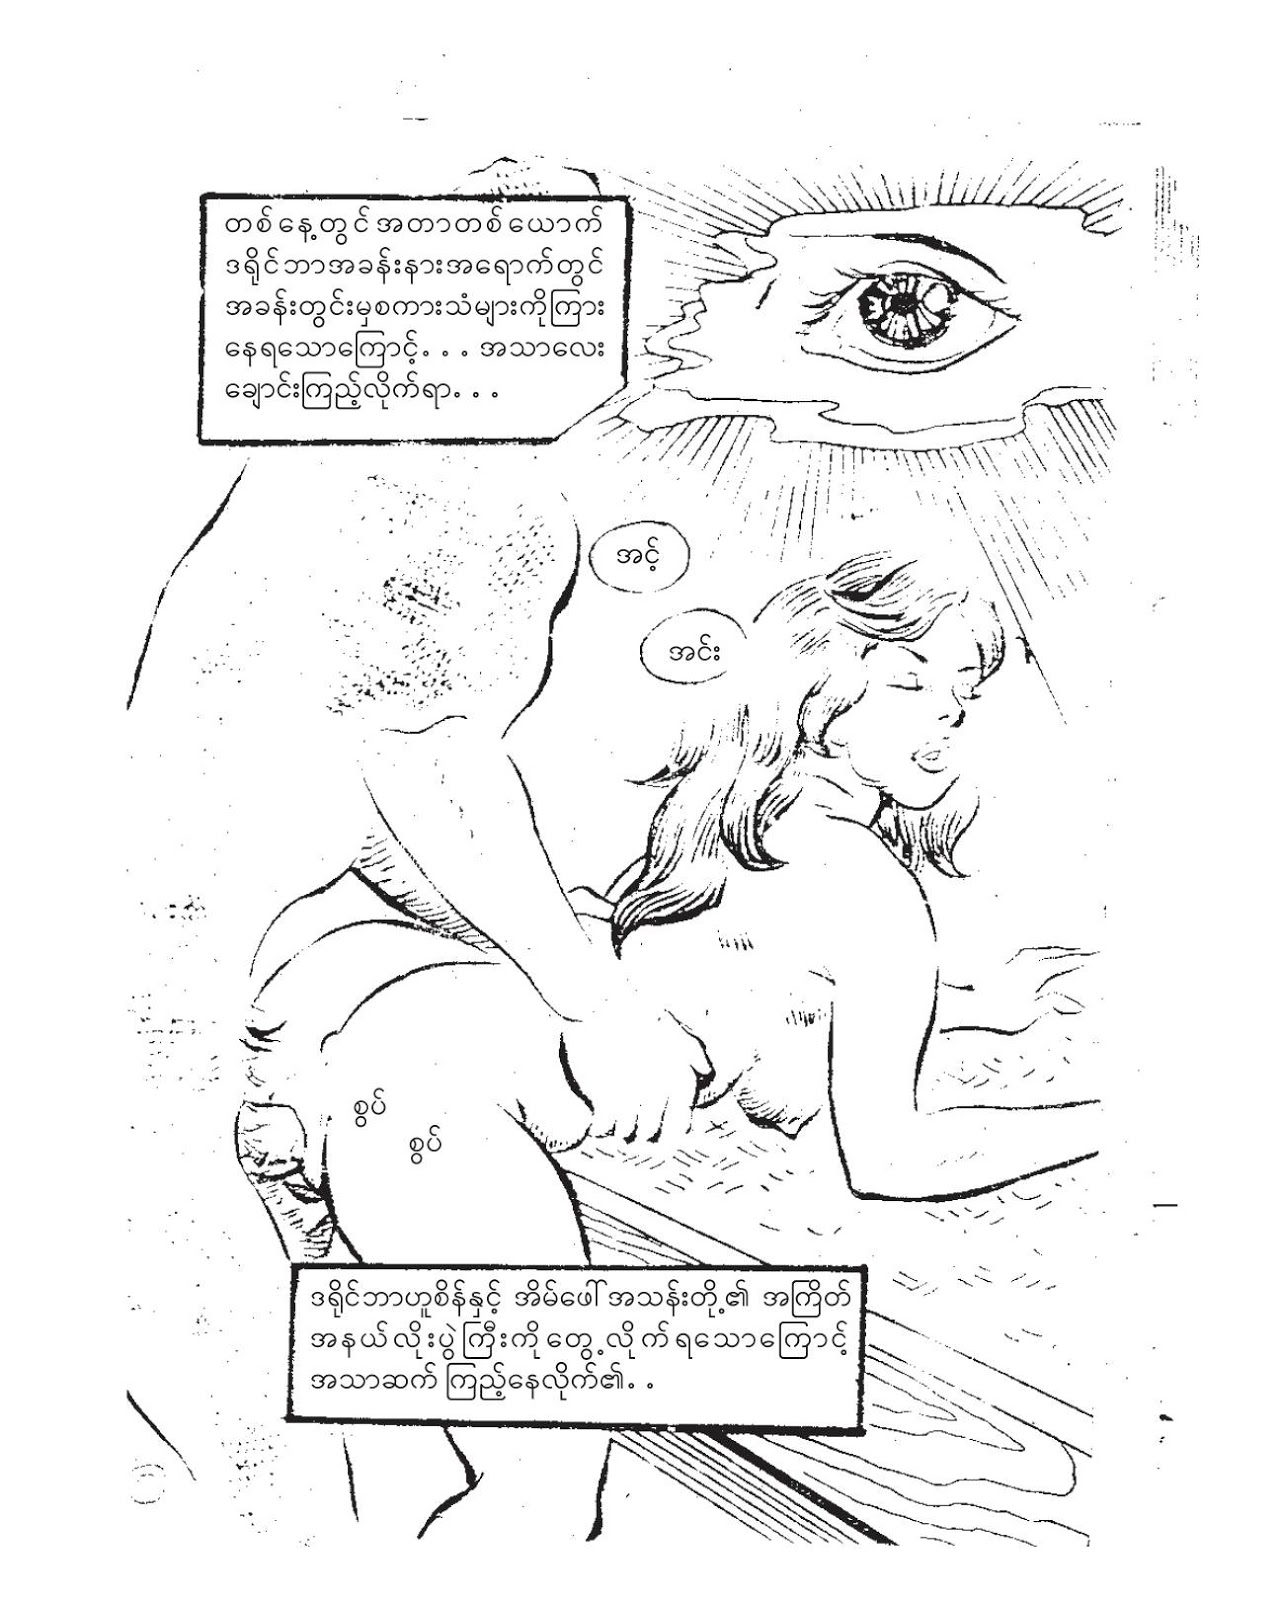 တစ်နေ့တွင်အတာတစ်ယောက်
ဒရိုင်ဘာအခန်းနားအရောက်တွင်
အခန်းတွင်းမှစကားသံများကိုကြား
နေရသောကြောင့်. . . အသာလေး
ချောင်းကြည့်လိုက်ရာ. . .
အင့်
အင်း
စွပ်
စွပ်
ဒရိုင်ဘာဟူစိန်နှင့် အိမ်ဖေါ်အသန်းတို့၏ အကြိတ်
အနယ်လိုးပွဲကြီးကိုတွေ့လိုက်ရသောကြောင့်
အသာဆက်ကြည့်နေလိုက်၏. .